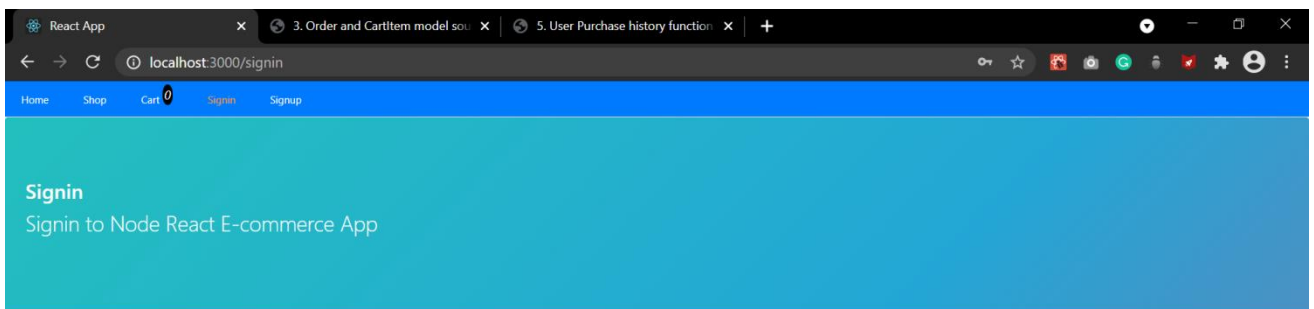 React App
3. Order and CartItem model sou
5. User Purchase history function
localhost:3000/signin
Home Shop Cart 0 Signin Signup
Signin
Signin to Node React E-commerce App